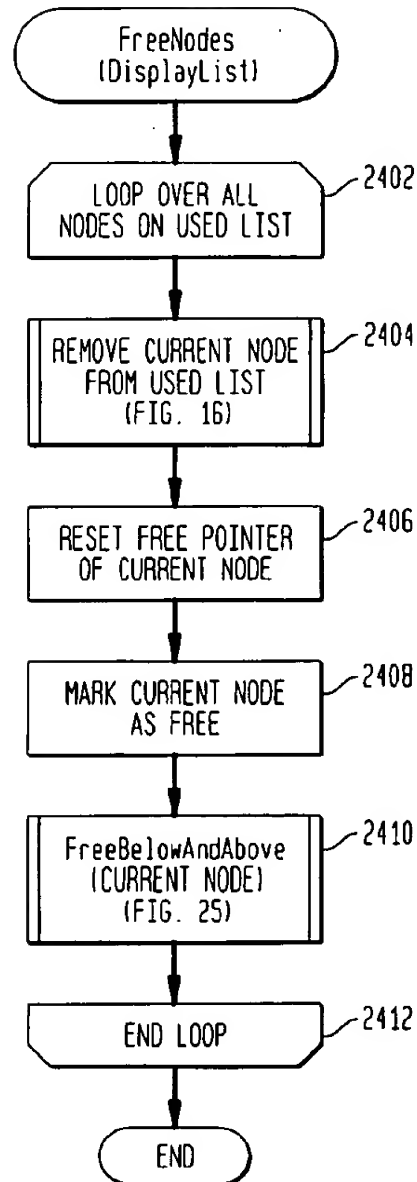 FreeNodes
(DisplayList)
LOOP OVER ALL
NODES ON USED LIST
2402
REMOVE CURRENT NODE
FROM USED LIST
(FIG. 16)
2404
RESET FREE POINTER
OF CURRENT NODE
2406
MARK CURRENT NODE
AS FREE
2408
FreeBelowAndAbove
(CURRENT NODE)
(FIG. 25)
2410
END LOOP
2412
END